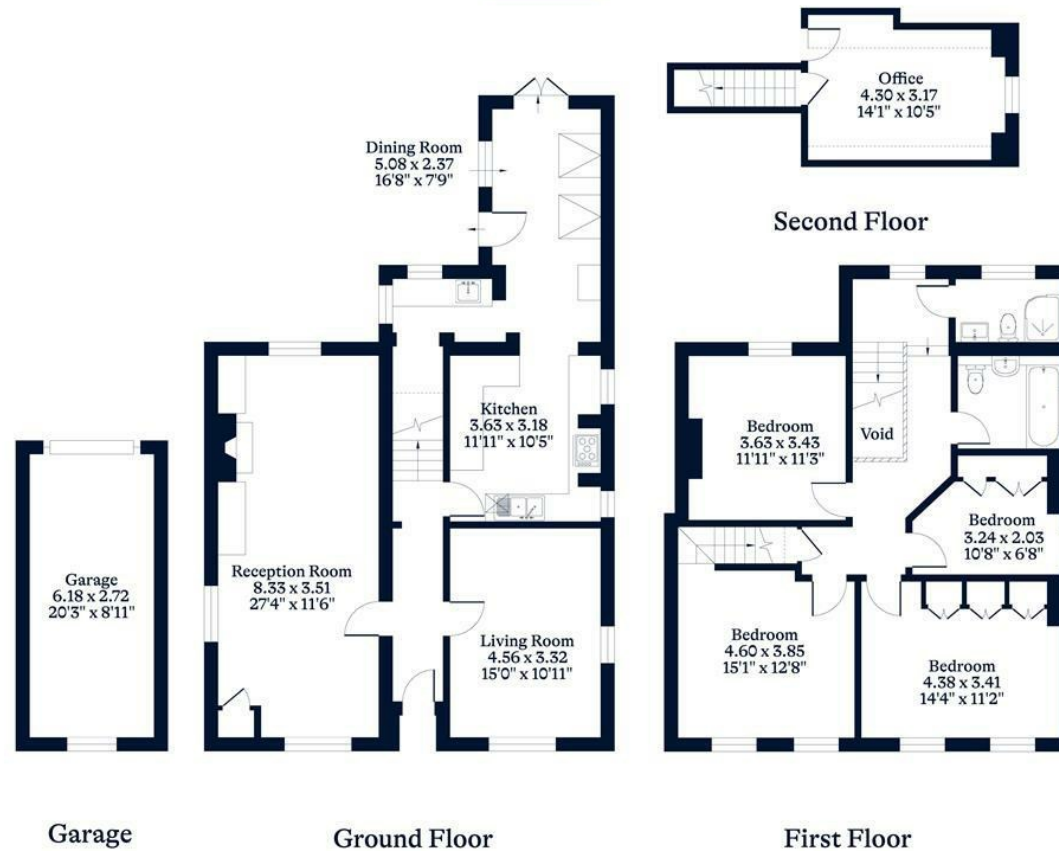 Office
4.30 x 3.17
14'1" x 10'5"
Second Floor
Dining Room
5.08 x 2.37
16'8" x 7'9"
Kitchen
3.63 x 3.18
11'11" x 10'5"
Bedroom
3.63 x 3.43
11'11" x 11'3"
Void
Bedroom
3.24 x 2.03
10'8" x 6'8"
Garage
6.18 x 2.72
20'3" x 8'11"
Reception Room
8.33 x 3.51
27'4" x 11'6"
Living Room
4.56 x 3.32
15'0" x 10'11"
Bedroom
4.60 x 3.85
15'1" x 12'8"
Bedroom
4.38 x 3.41
14'4" x 11'2"
Garage
Ground Floor
First Floor